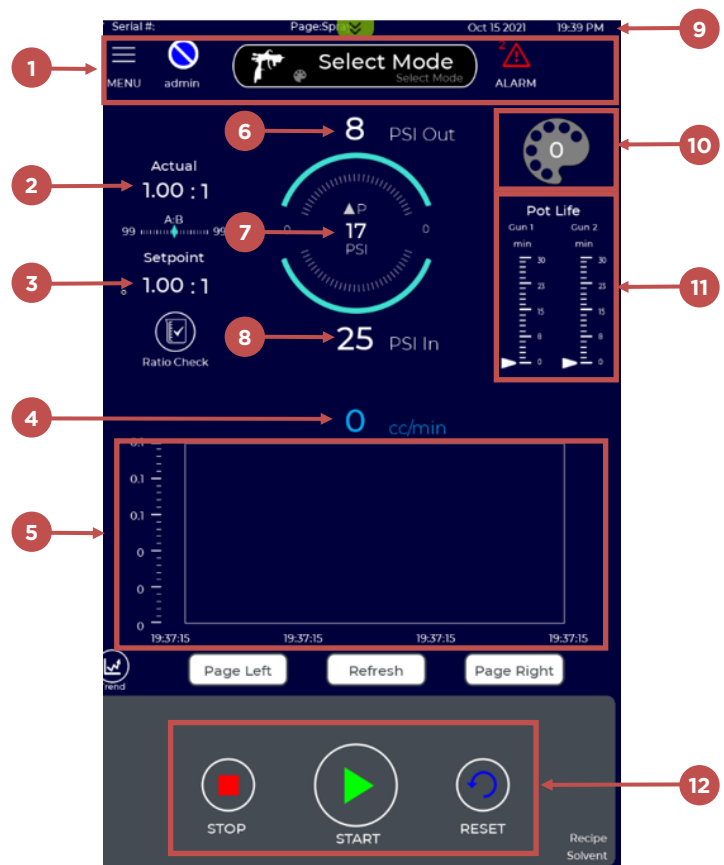 Serial #:
Page:Spra
Oct 15 2021
19:39 PM
9
1
MENU
admin
Select Mode
Select Mode
2
ALARM
6
8 PSI Out
0
10
2
Actual
1.00 : 1
A:B
99
99
7
0
P
17
PSI
0
Pot Life
Gun 1
Gun 2
min
min
30
30
23
23
15
15
8
8
0
0
11
3
Setpoint
1.00 : 1
Ratio Check
8
25 PSI In
4
0 cc/min
5
0.1
0.1
0.1
0
0
0
19:37:15
19:37:15
19:37:15
19:37:15
rend
Page Left
Refresh
Page Right
STOP
START
RESET
12
Recipe
Solvent